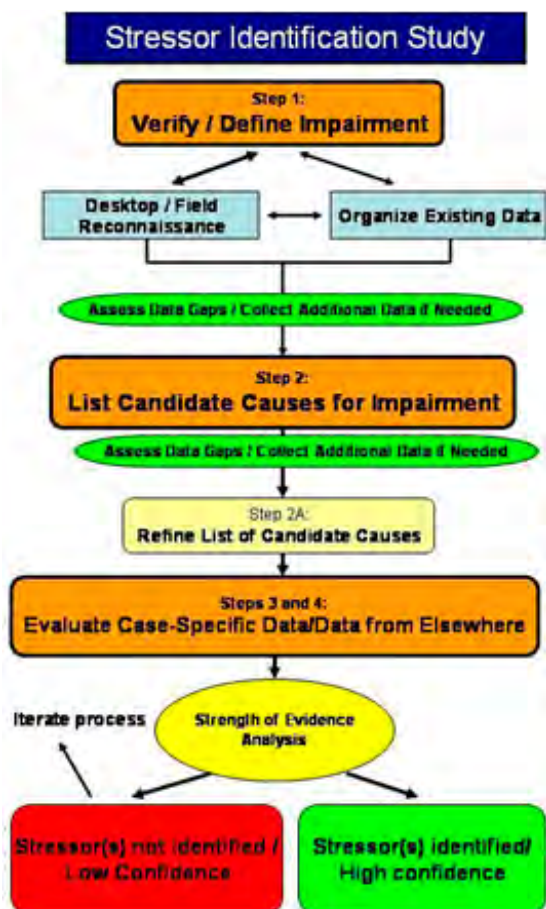 Stressor Identification Study
Step 1:
Verify / Define Impairment
Desktop / Field
Reconnaissance
Organize Existing Data
Assess Data Gaps / Collect Additional Data if Needed
Step 2:
List Candidate Causes for Impairment
Assess Data Gaps / Collect Additional Data if Needed
Step 2A:
Refine List of Candidate Causes
Steps 3 and 4:
Evaluate Case-Specific Data/Data from Elsewhere
Iterate process
Strength of Evidence
Analysis
Stressor(s) not identified /
Low Confidence
Stressor(s) identified/
High confidence